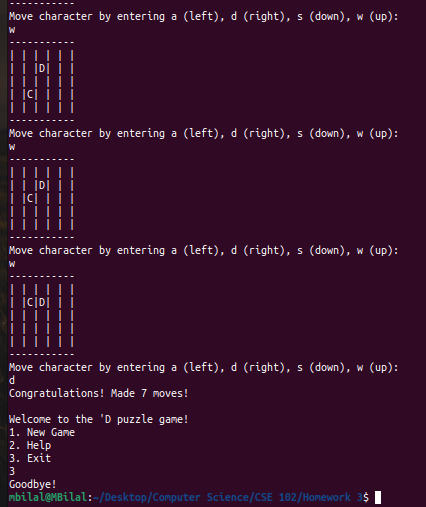 -----------
Move character by entering a (left), d (right), s (down), w (up):
w
-----------
| | | | | |
| | |D| | |
| | | | | |
| |C| | | |
| | | | | |
-----------
Move character by entering a (left), d (right), s (down), w (up):
w
-----------
| | | | | |
| | |D| | |
| |C| | | |
| | | | | |
| | | | | |
-----------
Move character by entering a (left), d (right), s (down), w (up):
w
-----------
| | | | | |
| |C|D| | |
| | | | | |
| | | | | |
| | | | | |
-----------
Move character by entering a (left), d (right), s (down), w (up):
d
Congratulations! Made 7 moves!

Welcome to the 'D puzzle game!
1. New Game
2. Help
3. Exit
3
Goodbye!
mbilal@MBilal:~/Desktop/Computer Science/CSE 102/Homework 3$